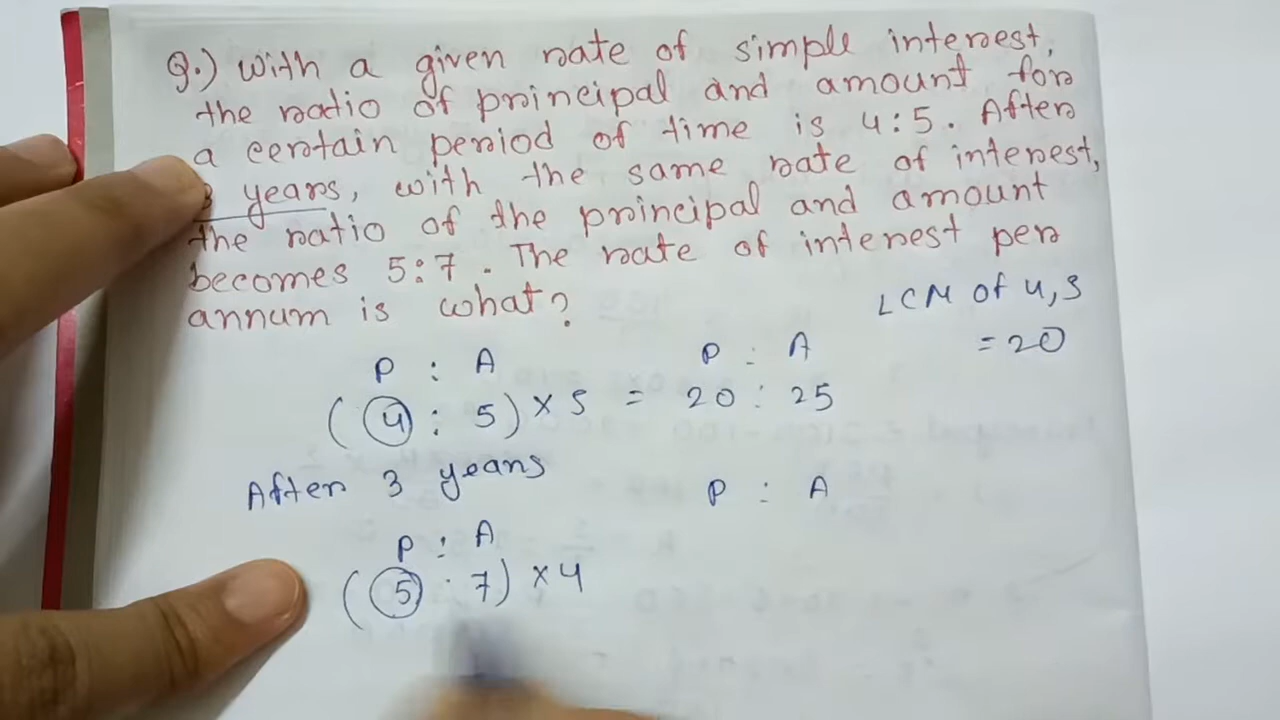 Q.) With a given rate of simple interest,
the ratio of principal and amount for
a certain period of time is 4:5. After
3 years, with the same rate of interest,
the ratio of the principal and amount
becomes 5:7. The rate of interest per
annum is what?
LCM of 4,5
= 20
P : A
(4 : 5) × 5 = 20 : 25
P : A
After 3 years
P : A
P : A
(5 : 7) × 4